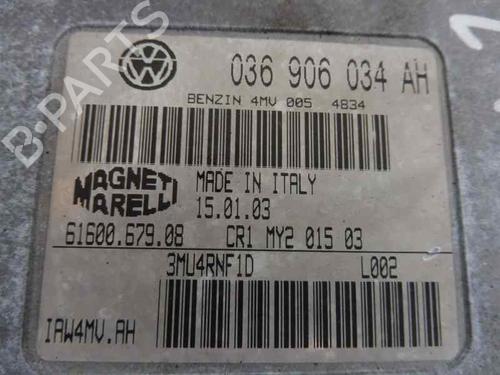 036 906 034 AH
BENZIN 4MV 005 4834
MAGNETI MARELLI
MADE IN ITALY
15.01.03
61600.679.08 CR1 MY2 015 03
3MU4RNF1D L002
IAW4MV.AH
B-PARTS